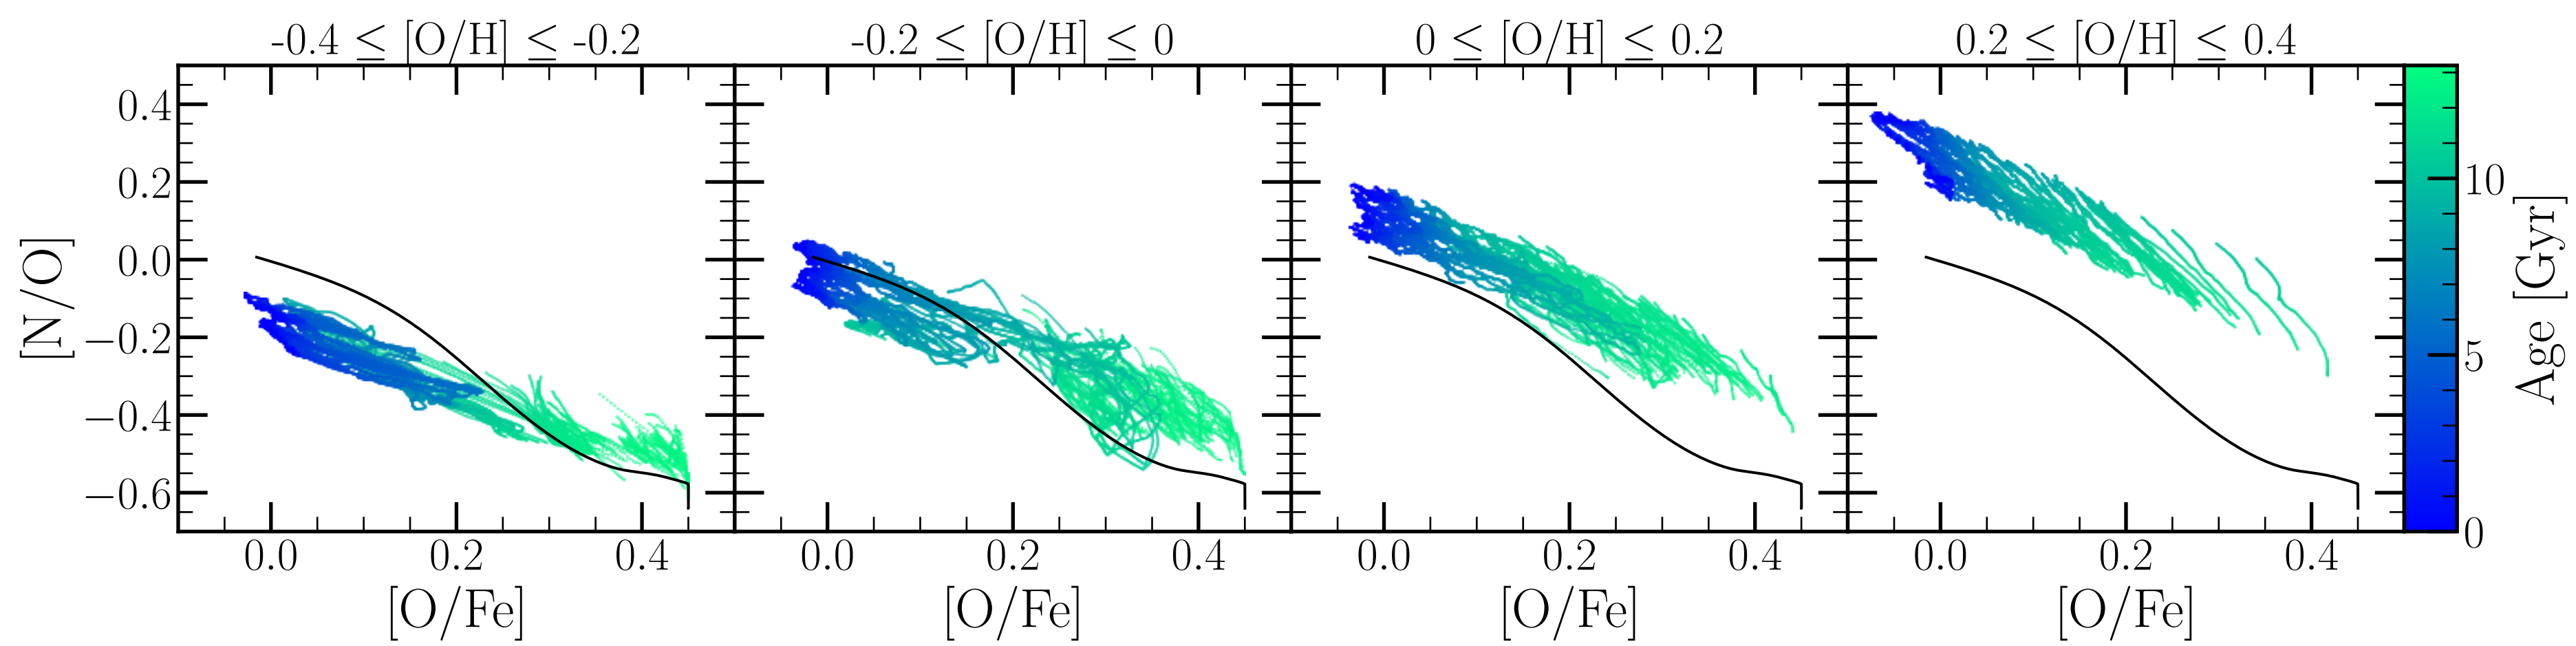 -0.4 ≤ [O/H] ≤ -0.2
-0.2 ≤ [O/H] ≤ 0
0 ≤ [O/H] ≤ 0.2
0.2 ≤ [O/H] ≤ 0.4
0.4
0.2
0.0
−0.2
−0.4
−0.6
[N/O]
0.0 0.2 0.4
0.0 0.2 0.4
0.0 0.2 0.4
0.0 0.2 0.4
[O/Fe]
[O/Fe]
[O/Fe]
[O/Fe]
10
5
0
Age [Gyr]